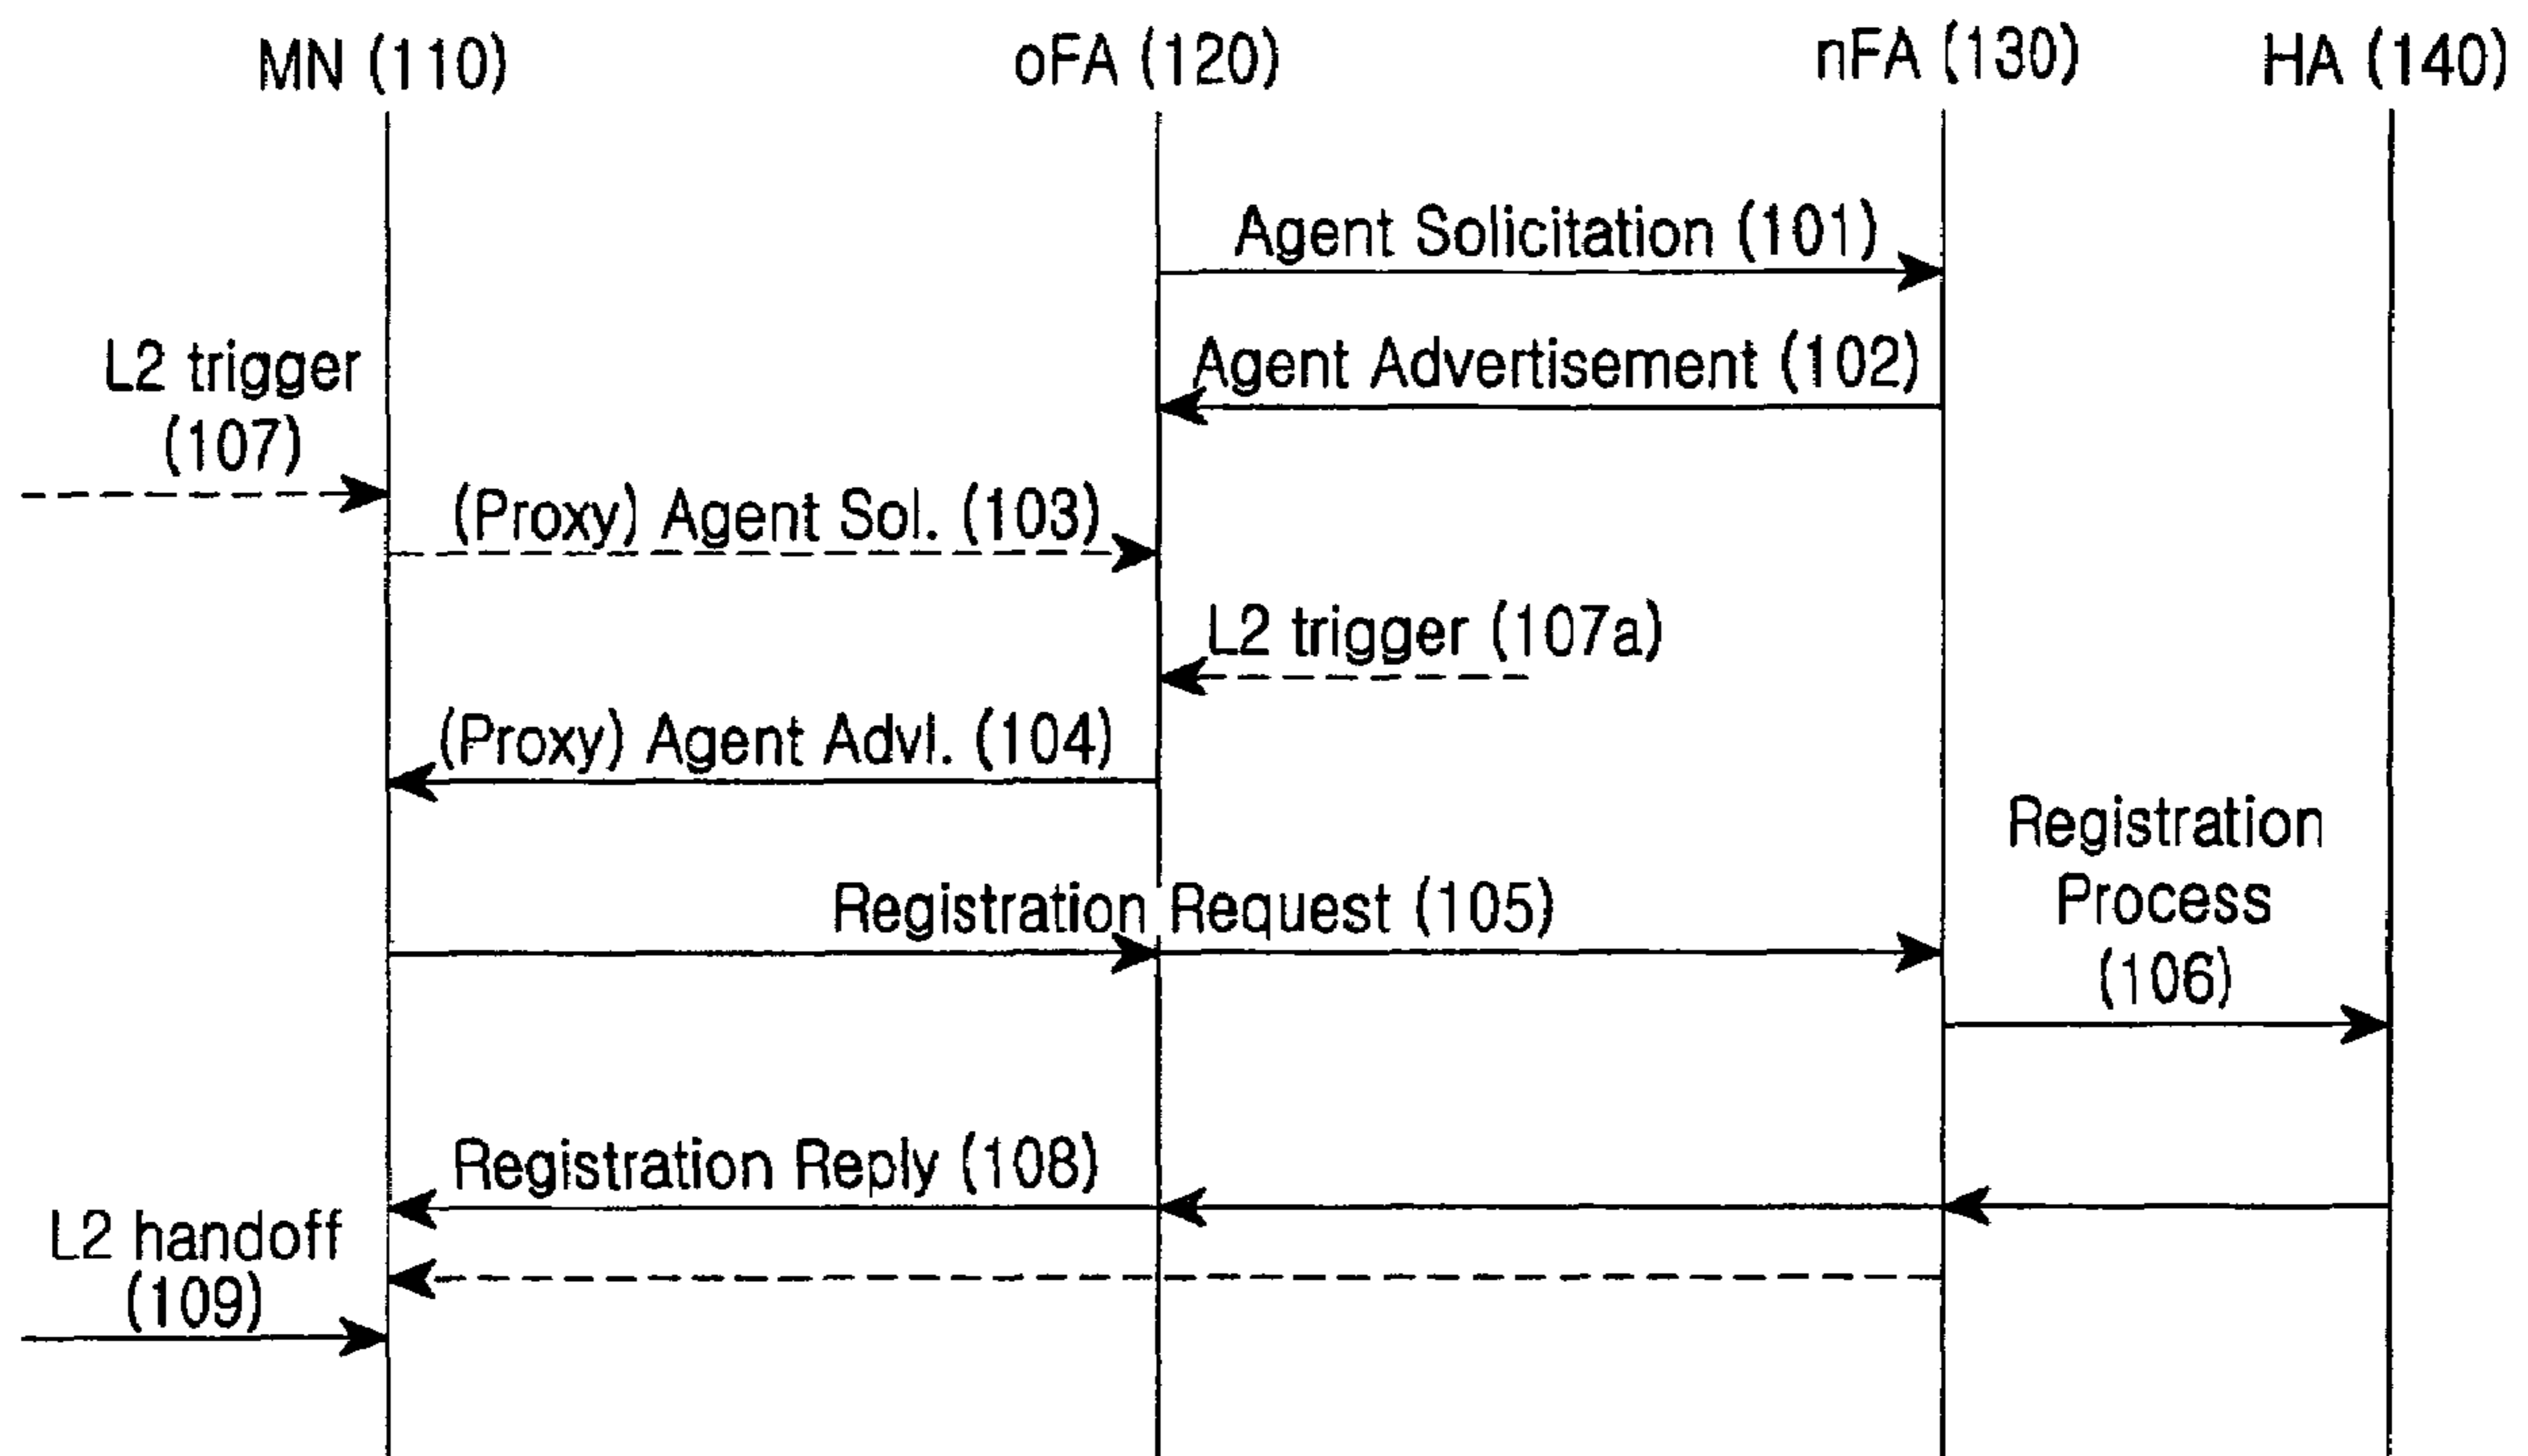 MN (110)
oFA (120)
nFA (130)
HA (140)
Agent Solicitation (101)
Agent Advertisement (102)
L2 trigger
(107)
(Proxy) Agent Sol. (103)
L2 trigger (107a)
(Proxy) Agent Advl. (104)
Registration
Process
(106)
Registration Request (105)
Registration Reply (108)
L2 handoff
(109)